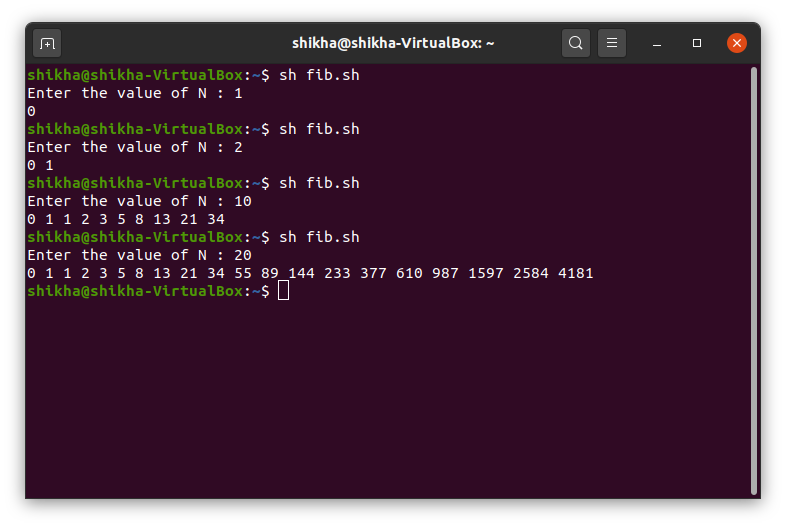 shikha@shikha-VirtualBox: ~
shikha@shikha-VirtualBox:~$ sh fib.sh
Enter the value of N : 1
0
shikha@shikha-VirtualBox:~$ sh fib.sh
Enter the value of N : 2
0 1
shikha@shikha-VirtualBox:~$ sh fib.sh
Enter the value of N : 10
0 1 1 2 3 5 8 13 21 34
shikha@shikha-VirtualBox:~$ sh fib.sh
Enter the value of N : 20
0 1 1 2 3 5 8 13 21 34 55 89 144 233 377 610 987 1597 2584 4181
shikha@shikha-VirtualBox:~$